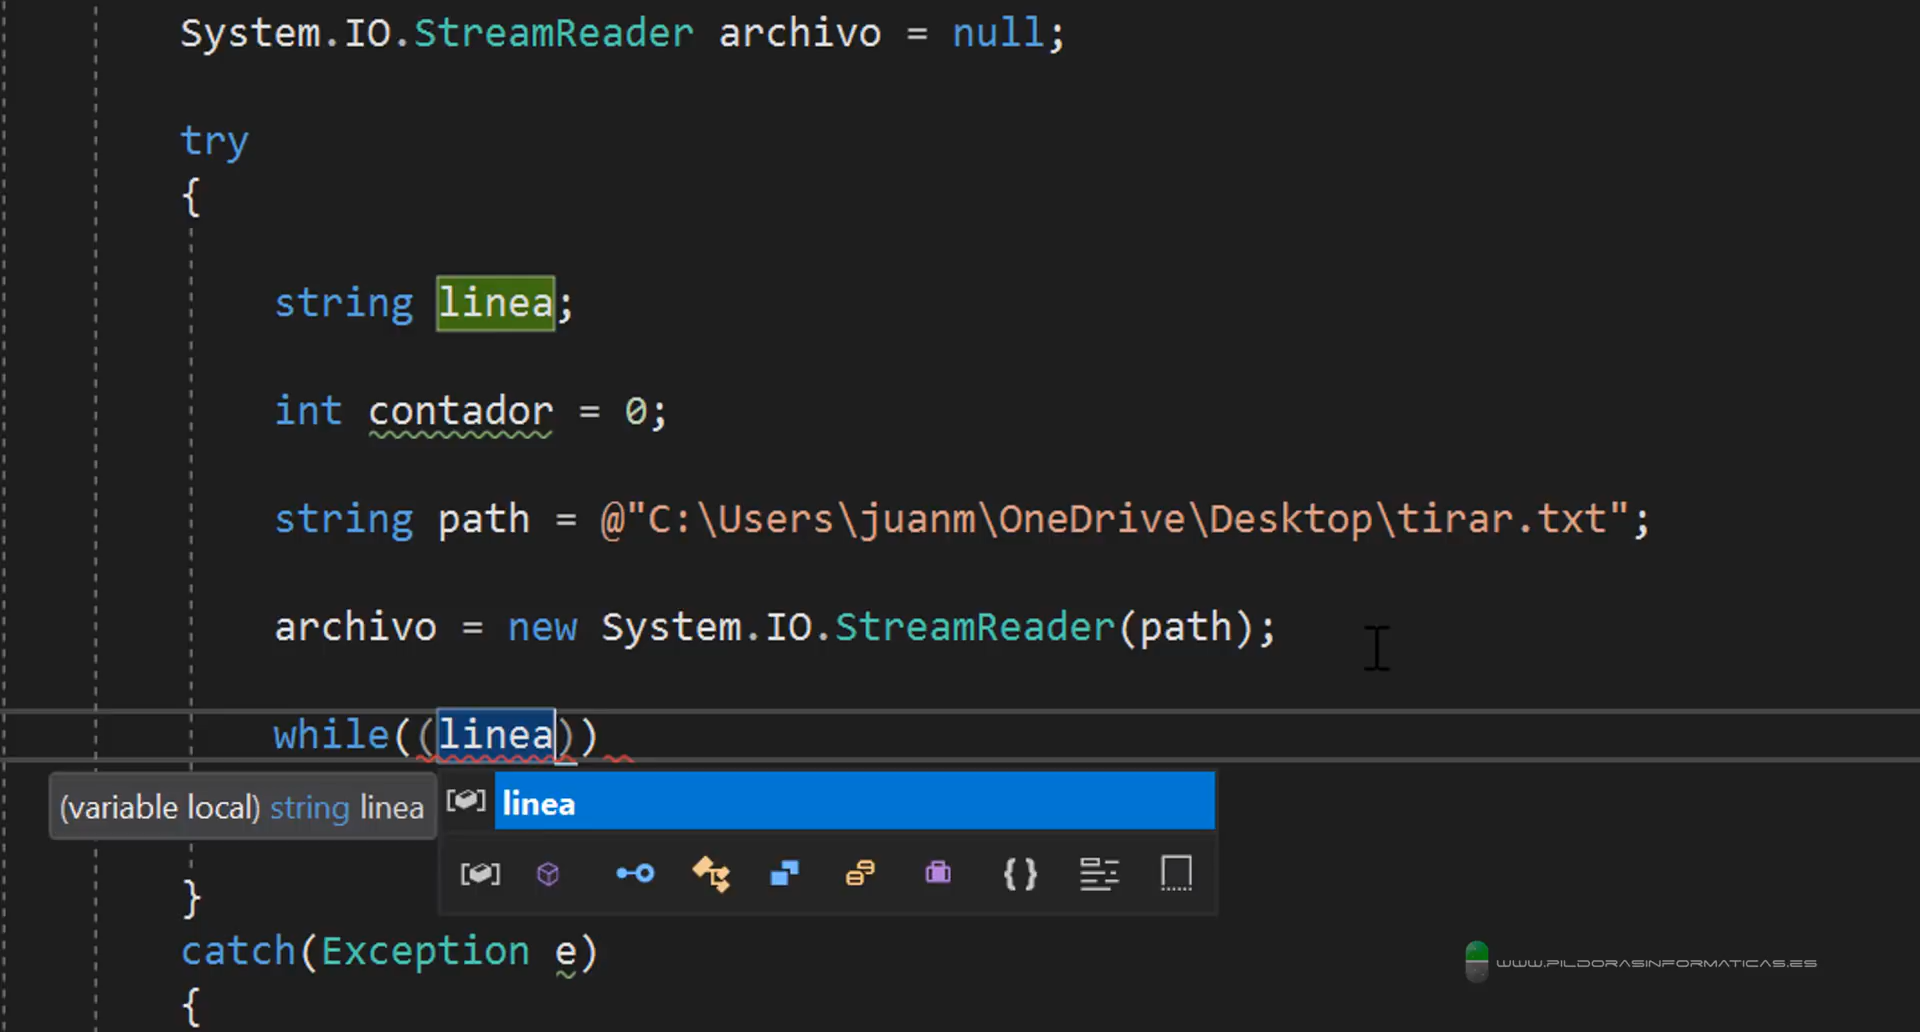 System.IO.StreamReader archivo = null;
try
{
string linea;
int contador = 0;
string path = @"C:\Users\juanm\OneDrive\Desktop\tirar.txt";
archivo = new System.IO.StreamReader(path);
while((linea))
(variable local) string linea
linea
}
catch(Exception e)
WWW.PILDORASINFORMATICAS.ES
{